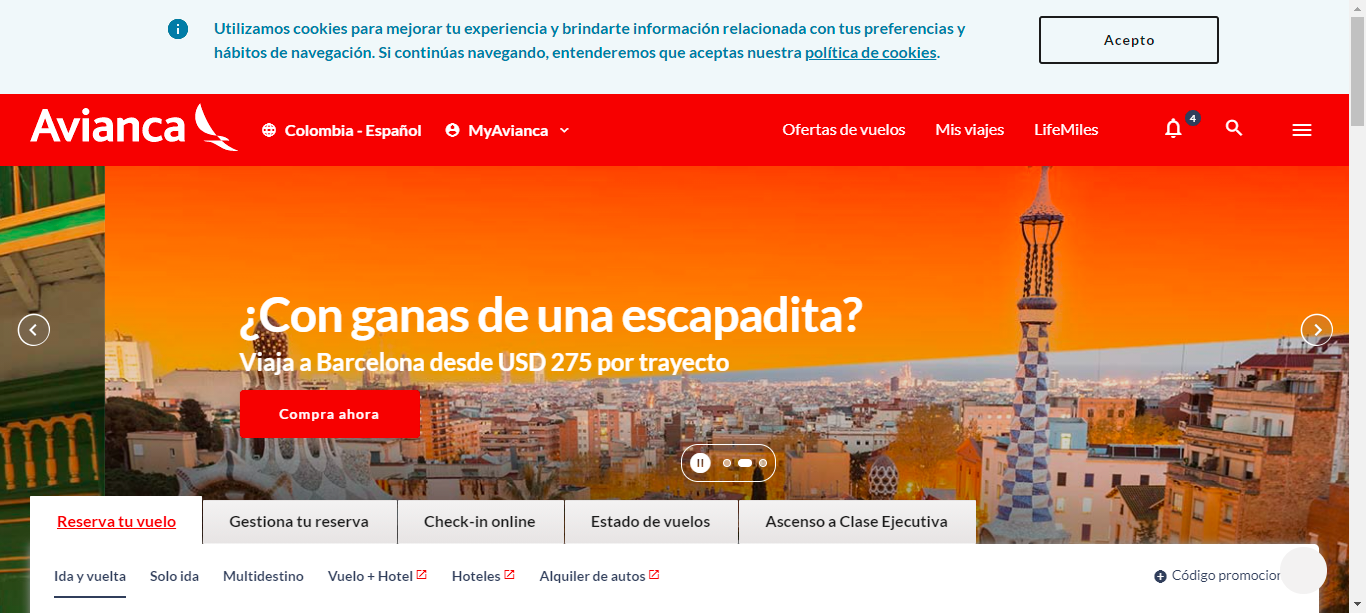 Utilizamos cookies para mejorar tu experiencia y brindarte información relacionada con tus preferencias y
hábitos de navegación. Si continúas navegando, entenderemos que aceptas nuestra política de cookies.
Acepto
Avianca
Colombia - Español
MyAvianca
Ofertas de vuelos
Mis viajes
LifeMiles
4
¿Con ganas de una escapadita?
Viaja a Barcelona desde USD 275 por trayecto
Compra ahora
Reserva tu vuelo
Gestiona tu reserva
Check-in online
Estado de vuelos
Ascenso a Clase Ejecutiva
Ida y vuelta
Solo ida
Multidestino
Vuelo + Hotel
Hoteles
Alquiler de autos
Código promocion